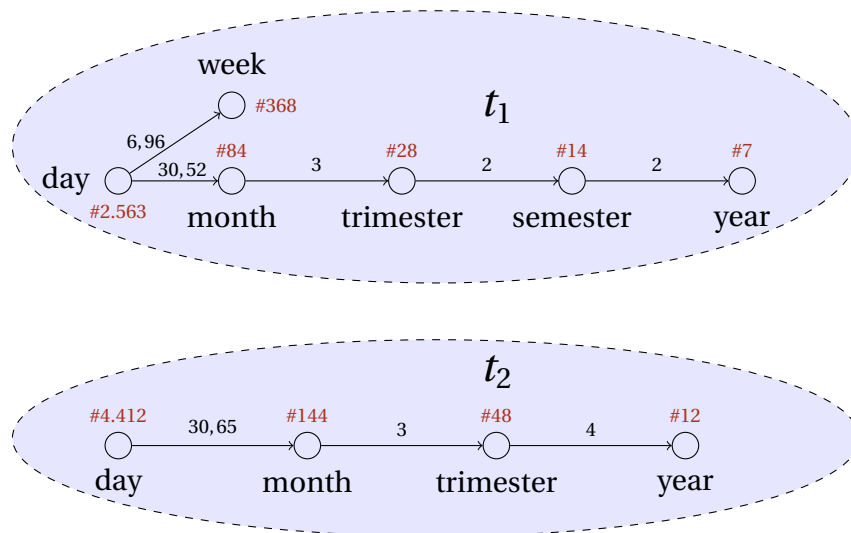 week
t1
#368
6,96
#84
#28
#14
#7
day
30,52
3
2
2
#2.563
month
trimester
semester
year
t2
#4.412
#144
#48
#12
30,65
3
4
day
month
trimester
year